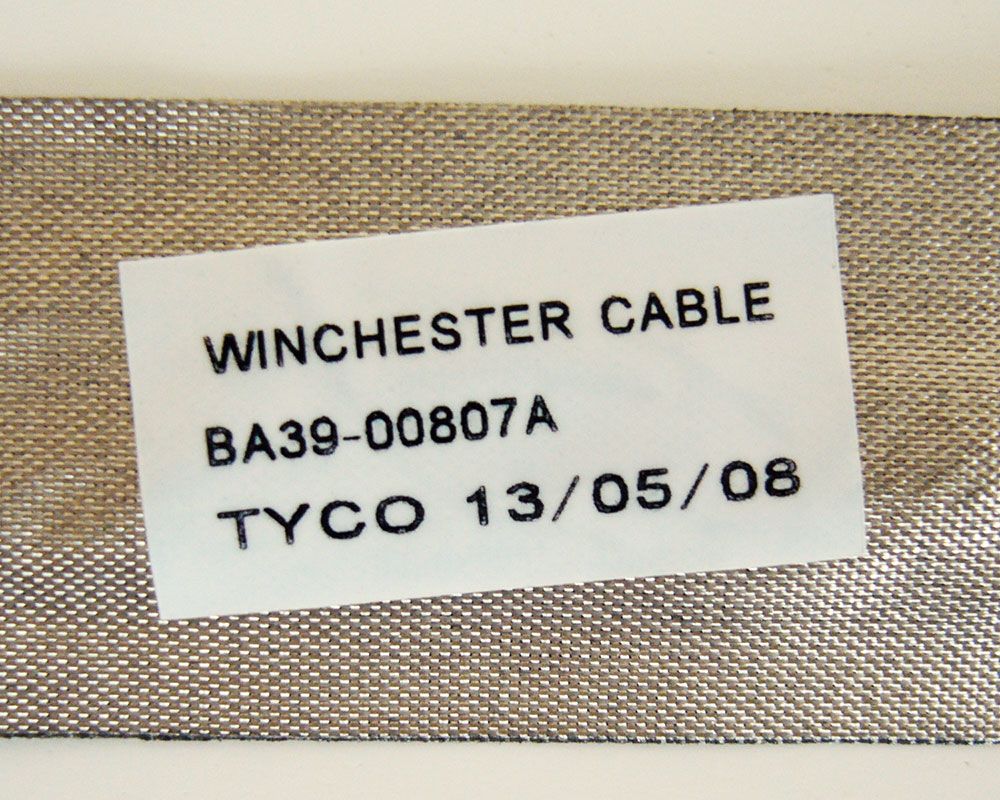 WINCHESTER CABLE
BA39-00807A
TYCO 13/05/08